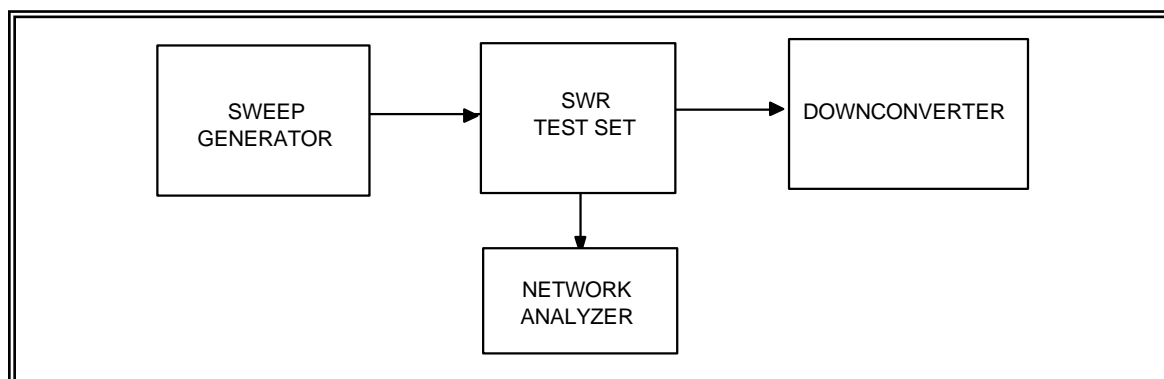 SWEEP
GENERATOR
SWR
TEST SET
DOWNCONVERTER
NETWORK
ANALYZER